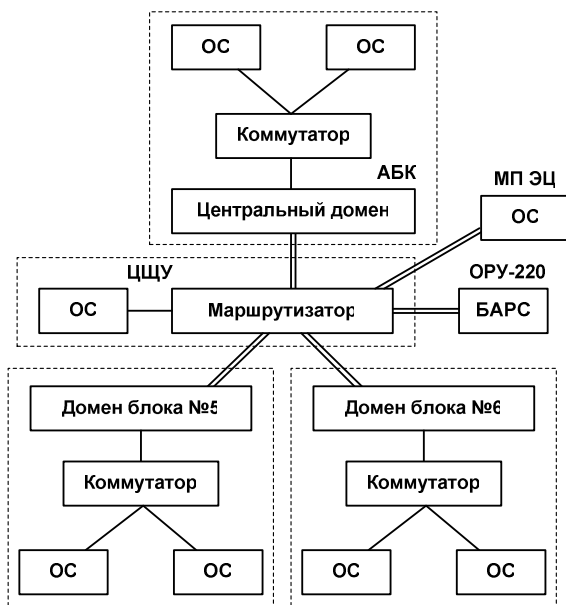 ОС ОС
Коммутатор
АБК
МП ЭЦ
Центральный домен
ОС
ЦЩУ
ОРУ-220
ОС
Маршрутизатор
БАРС
Домен блока №5
Домен блока №6
Коммутатор
Коммутатор
ОС ОС
ОС ОС